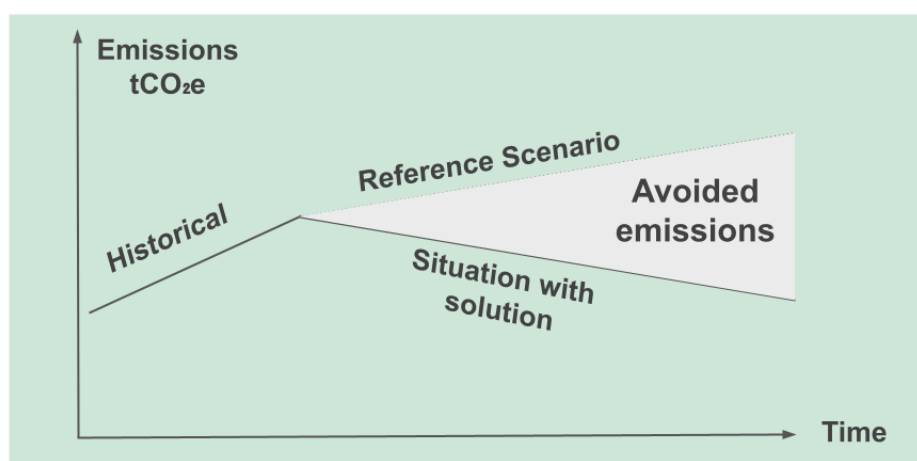 Emissions
tCO₂e
Reference Scenario
Historical
Avoided
emissions
Situation with
solution
Time